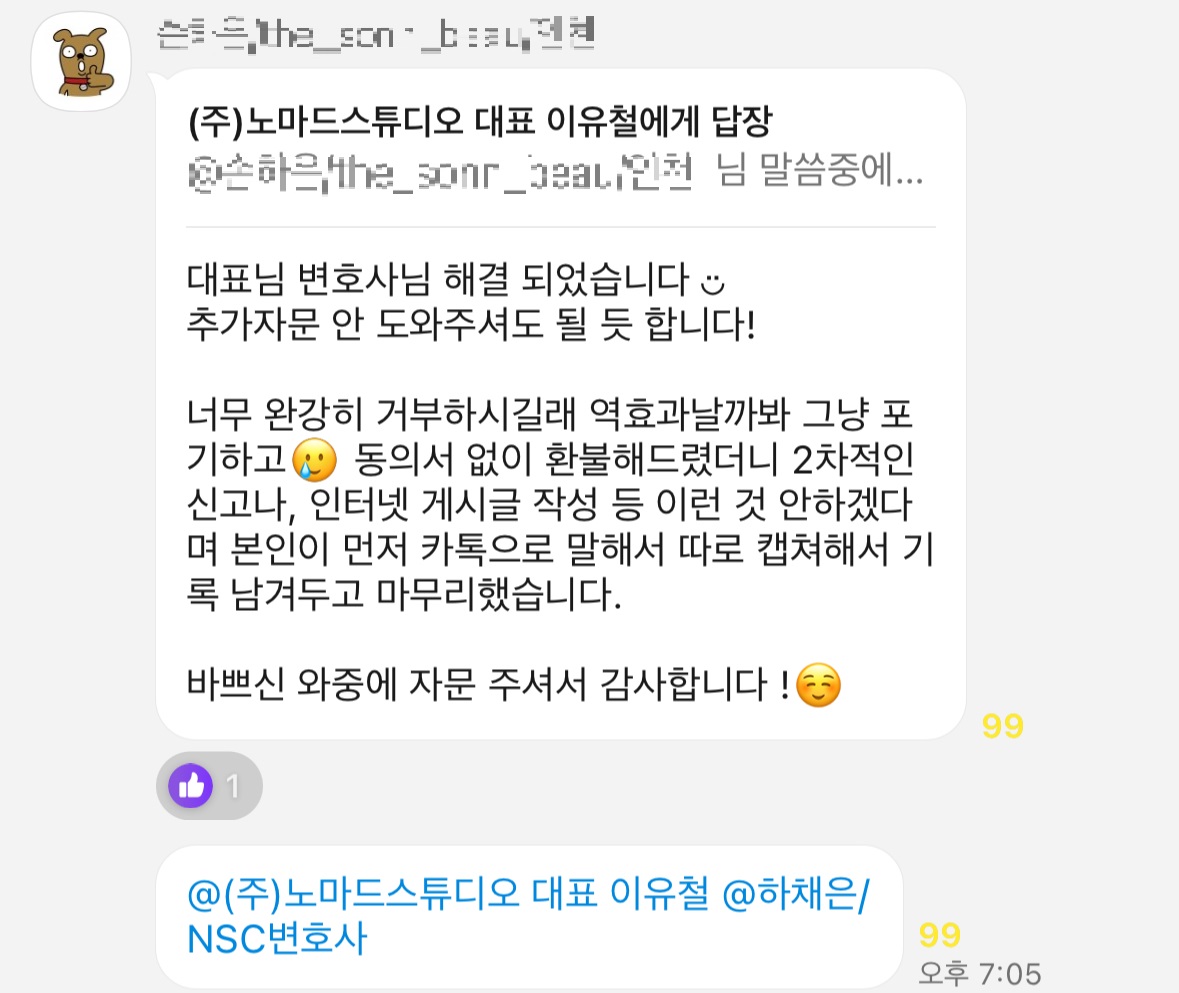 (주)노마드스튜디오 대표 이유철에게 답장
님 말씀중에...
대표님 변호사님 해결 되었습니다
추가자문 안 도와주셔도 될 듯 합니다!
너무 완강히 거부하시길래 역효과날까봐 그냥 포
기하고🥲 동의서 없이 환불해드렸더니 2차적인
신고나, 인터넷 게시글 작성 등 이런 것 안하겠다
며 본인이 먼저 카톡으로 말해서 따로 캡쳐해서 기
록 남겨두고 마무리했습니다.
바쁘신 와중에 자문 주셔서 감사합니다 !☺️
99
1
@(주)노마드스튜디오 대표 이유철 @하채은/
NSC변호사
99
오후 7:05